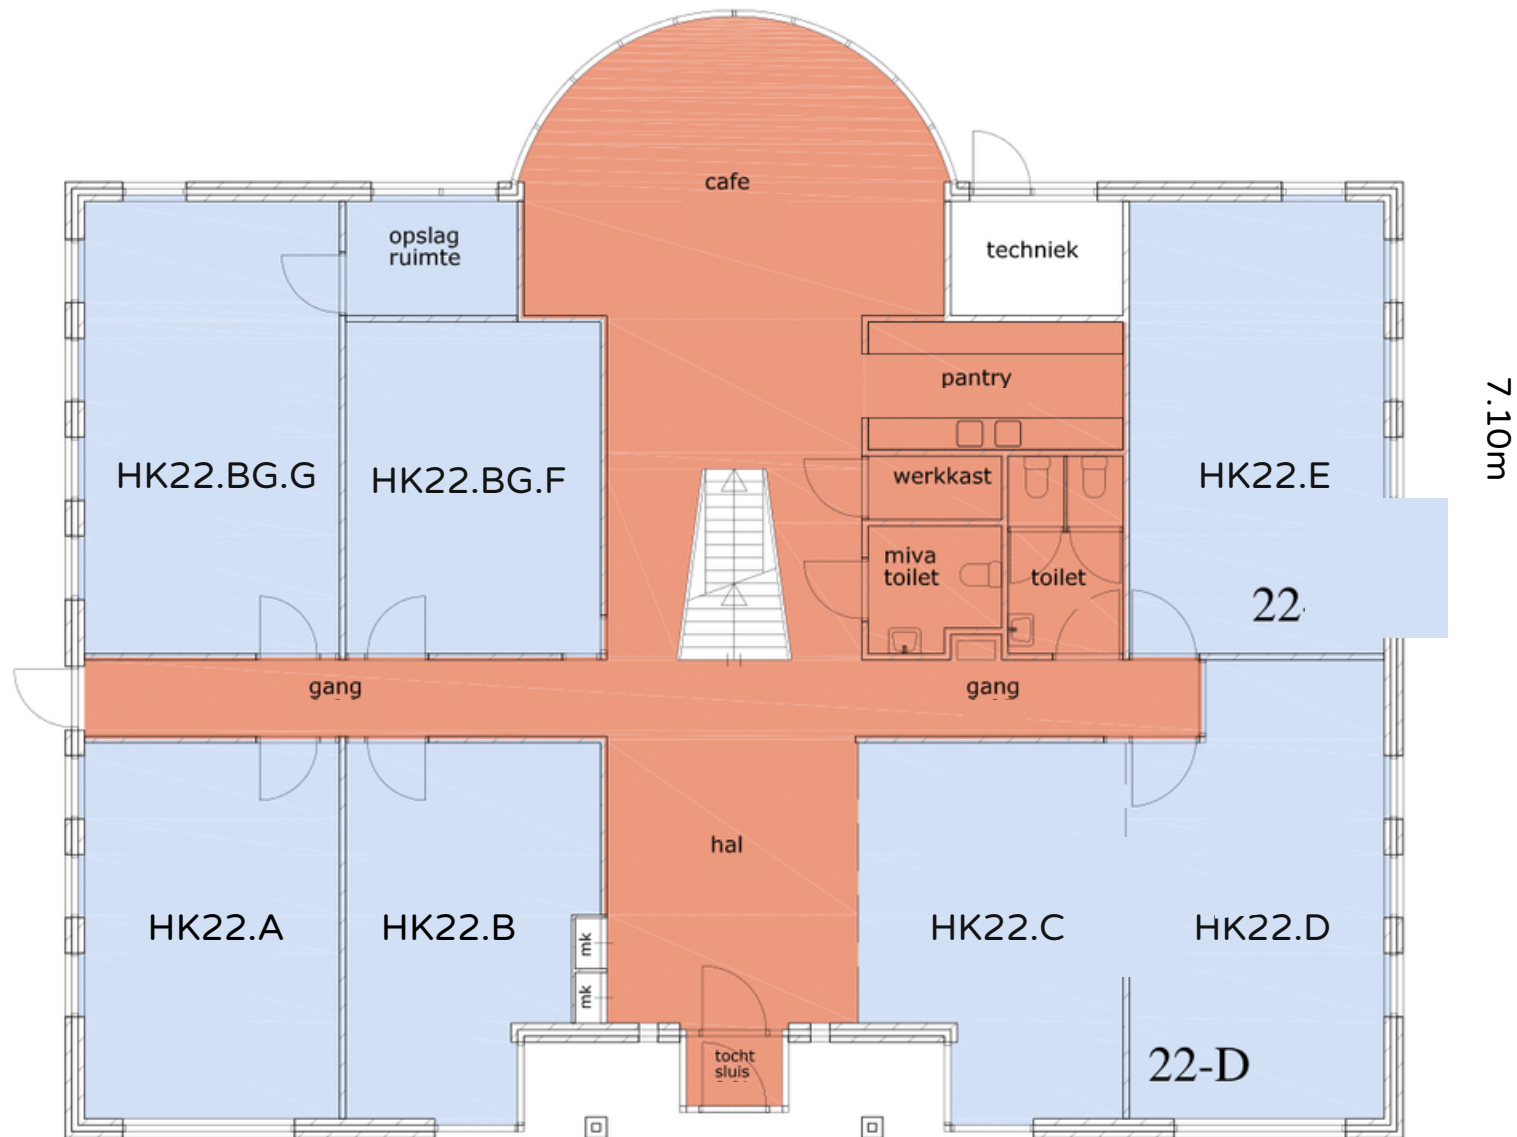 cafe
opslag
ruimte
techniek
pantry
7.10m
HK22.BG.G
HK22.BG.F
werkkast
HK22.E
miva
toilet
toilet
22-
gang
gang
hal
HK22.A
HK22.B
mk
HK22.C
HK22.D
mk
tocht
sluis
22-D